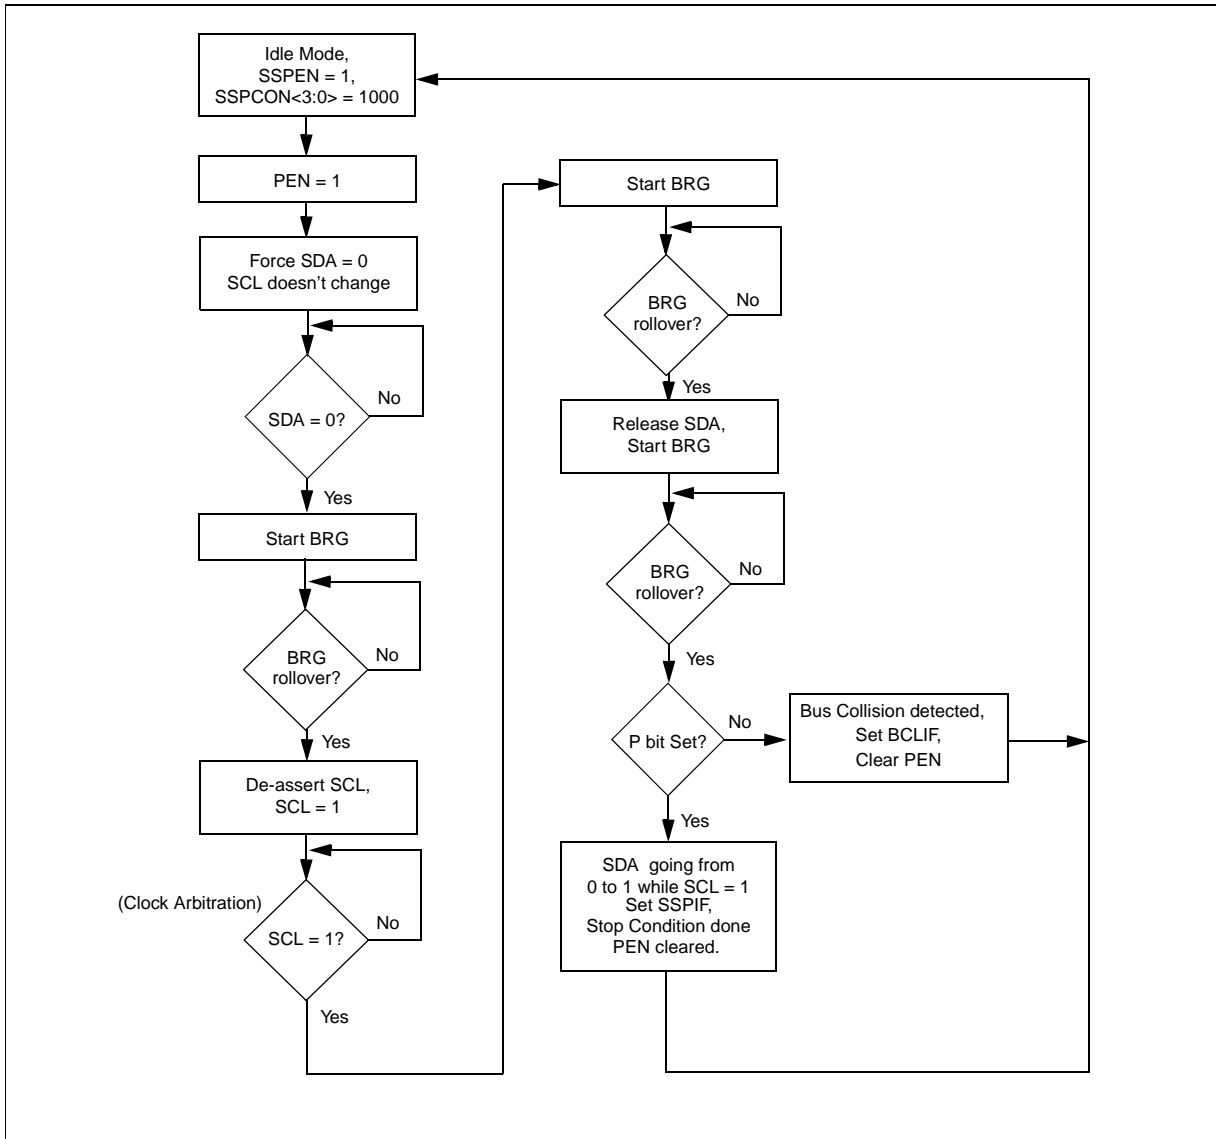 Idle Mode,
SSPEN = 1,
SSPCON<3:0> = 1000
PEN = 1
Force SDA = 0
SCL doesn't change
SDA = 0?
No
Yes
Start BRG
BRG
rollover?
No
Yes
De-assert SCL,
SCL = 1
(Clock Arbitration)
SCL = 1?
No
Yes
Start BRG
BRG
rollover?
No
Yes
Release SDA,
Start BRG
BRG
rollover?
No
Yes
P bit Set?
No
Bus Collision detected,
Set BCLIF,
Clear PEN
Yes
SDA going from
0 to 1 while SCL = 1
Set SSPIF,
Stop Condition done
PEN cleared.